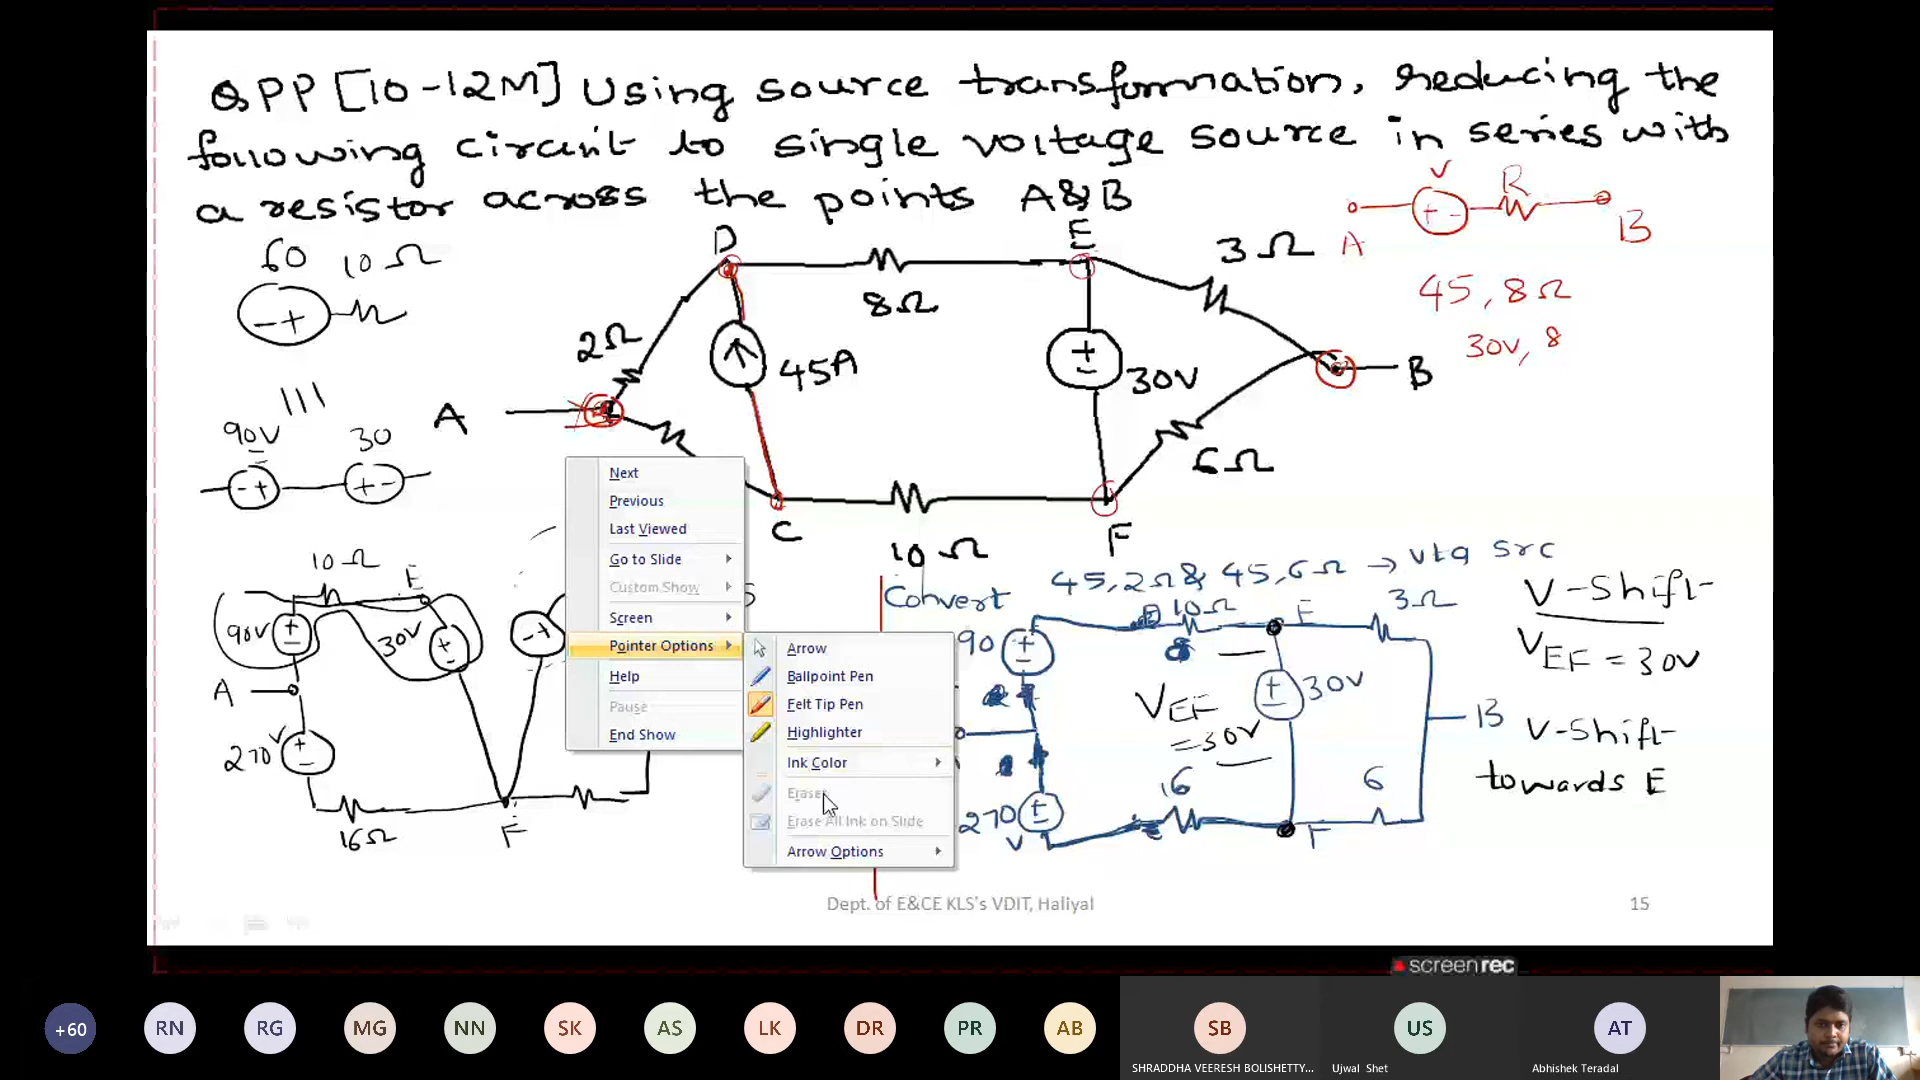 QPP [10-12M] Using source transformation, reducing the
following circuit to single voltage source in series with
a resistor across the points A&B
V
R
A
B
45, 8Ω
30V, 8
60 10Ω
- +
90V 30
- + + -
D
E
3Ω
8Ω
2Ω
45A
+
-
30V
A
B
6Ω
C
10Ω
F
Next
Previous
Last Viewed
Go to Slide
Custom Show
Screen
Pointer Options
Help
Pause
End Show
Arrow
Ballpoint Pen
Felt Tip Pen
Highlighter
Ink Color
Eraser
Erase All Ink on Slide
Arrow Options
10Ω
E
90V
30V
- +
A
270V
16Ω
F
Convert 45, 2Ω & 45, 6Ω → vtg src
10Ω
E
3Ω
90
30V
VEF
=30V
B
270
V
16
6
F
V-Shift
VEF = 30V
V-Shift
towards E
Dept. of E&CE KLS's VDIT, Haliyal
15
screenrec
+60
RN
RG
MG
NN
SK
AS
LK
DR
PR
AB
SB
US
AT
SHRADDHA VEERESH BOLISHETTY...
Ujwal Shet
Abhishek Teradal